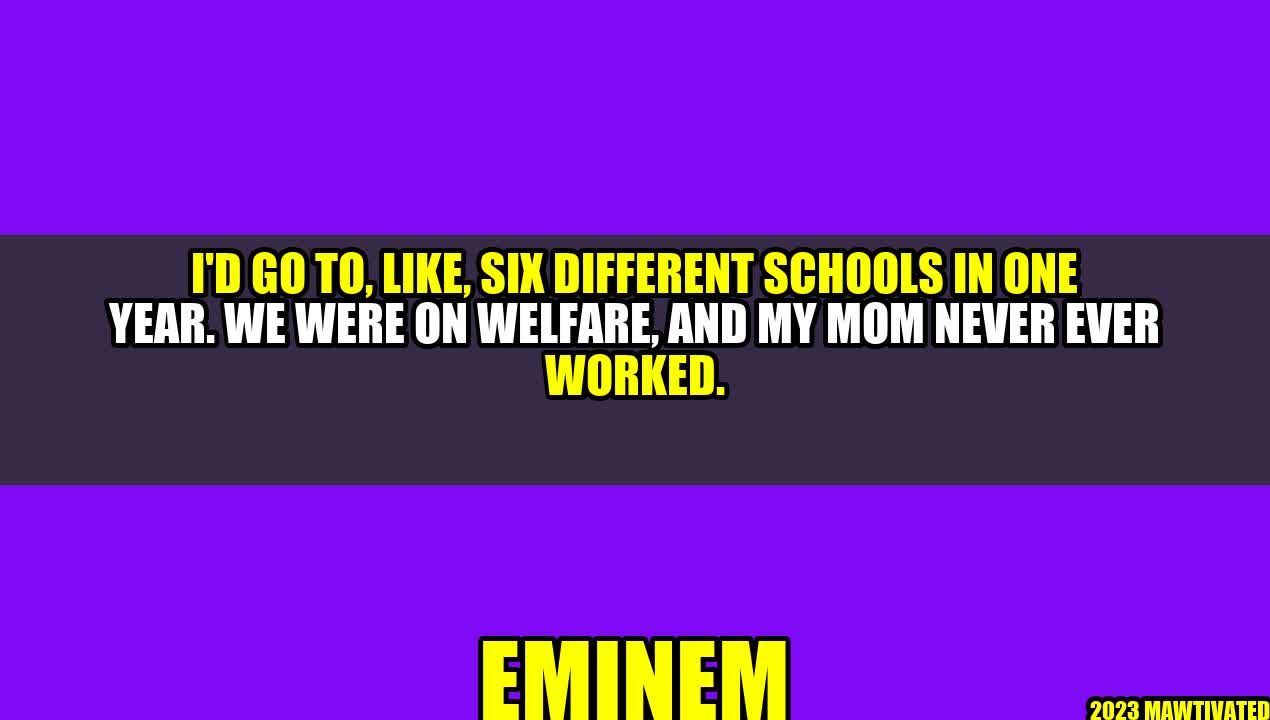 I'D GO TO, LIKE, SIX DIFFERENT SCHOOLS IN ONE
YEAR. WE WERE ON WELFARE, AND MY MOM NEVER EVER
WORKED.
EMINEM
2023 MAWTIVATED